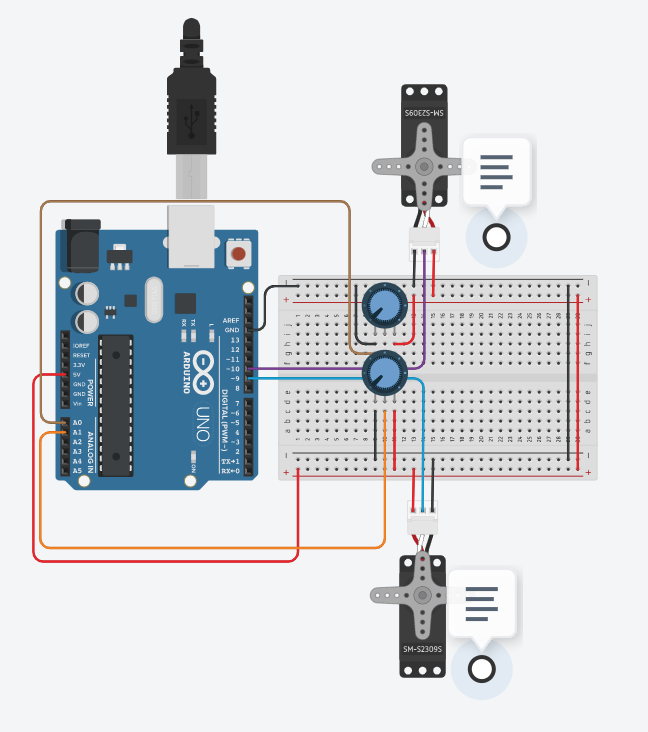 SM-S2309S
AREF
GND
13
12
~11
~10
~9
8
7
~6
~5
4
~3
2
TX→1
RX←0
DIGITAL (PWM~)
IOREF
RESET
3.3V
5V
GND
GND
Vin
POWER
A0
A1
A2
A3
A4
A5
ANALOG IN
RX
TX
L
ARDUINO
UNO
ON
j
i
h
g
f
e
d
c
b
a
SM-S2309S